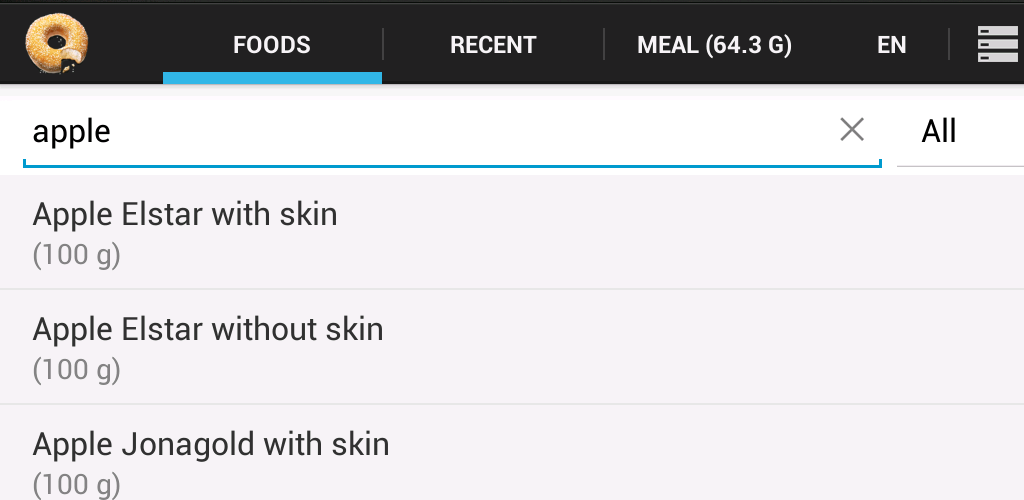 FOODS RECENT MEAL (64.3 G) EN
apple All
Apple Elstar with skin
(100 g)
Apple Elstar without skin
(100 g)
Apple Jonagold with skin
(100 g)